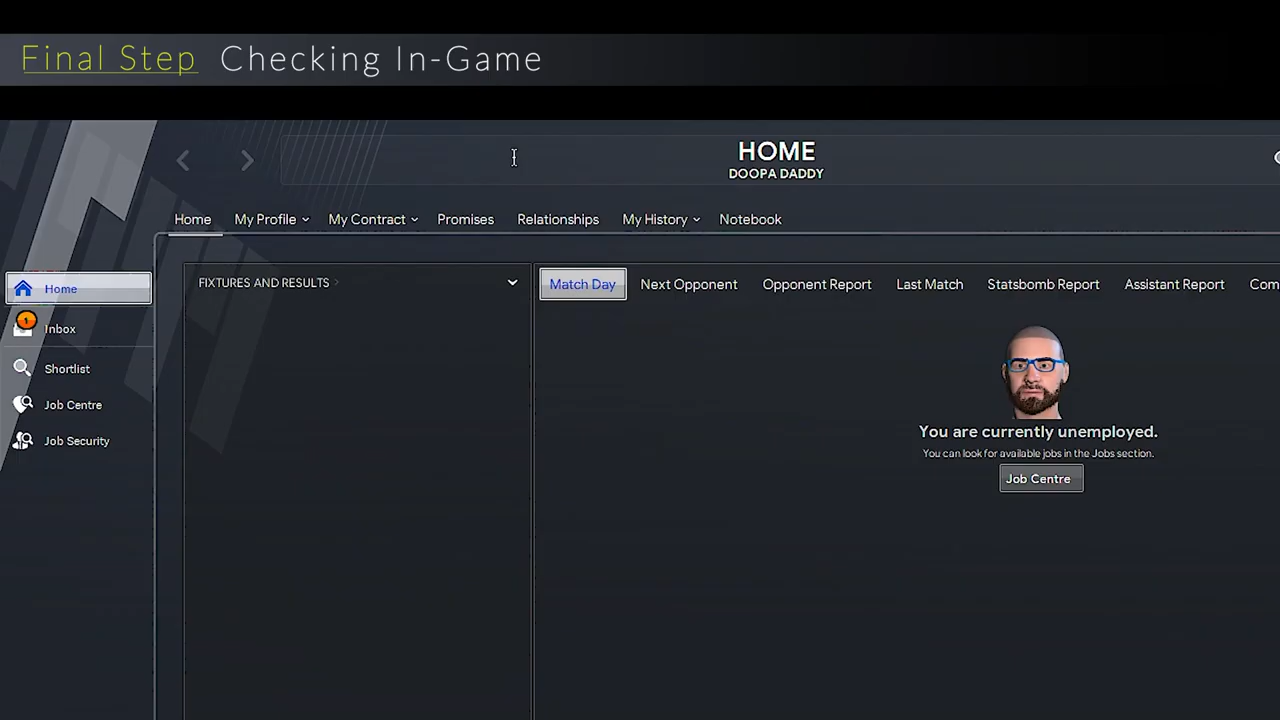 Final Step Checking In-Game
HOME
DOOPA DADDY
Home My Profile My Contract Promises Relationships My History Notebook
Home
1
Inbox
Shortlist
Job Centre
Job Security
FIXTURES AND RESULTS
Match Day Next Opponent Opponent Report Last Match Statsbomb Report Assistant Report Com
You are currently unemployed.
You can look for available jobs in the Jobs section.
Job Centre